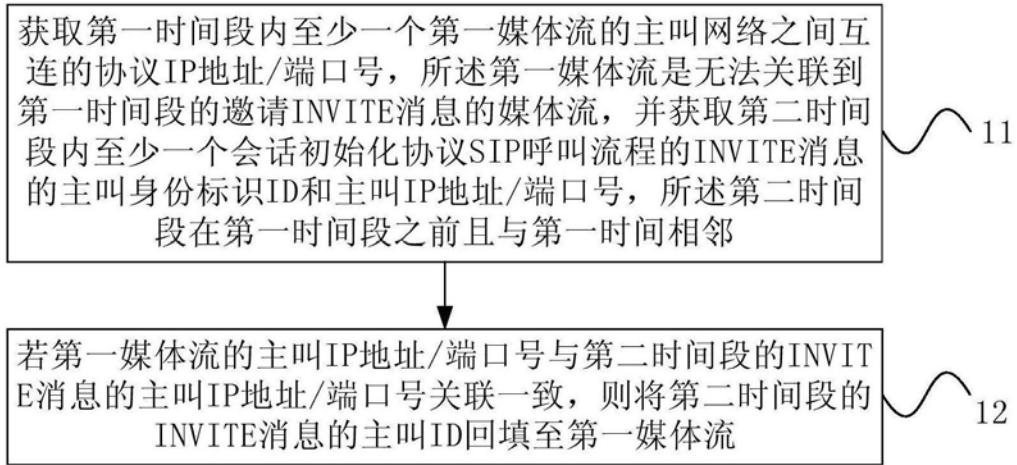 获取第一时间段内至少一个第一媒体流的主叫网络之间互
连的协议IP地址/端口号，所述第一媒体流是无法关联到
第一时间段的邀请INVITE消息的媒体流，并获取第二时间
段内至少一个会话初始化协议SIP呼叫流程的INVITE消息
的主叫身份标识ID和主叫IP地址/端口号，所述第二时间
段在第一时间段之前且与第一时间相邻
11
若第一媒体流的主叫IP地址/端口号与第二时间段的INVIT
E消息的主叫IP地址/端口号关联一致，则将第二时间段的
INVITE消息的主叫ID回填至第一媒体流
12